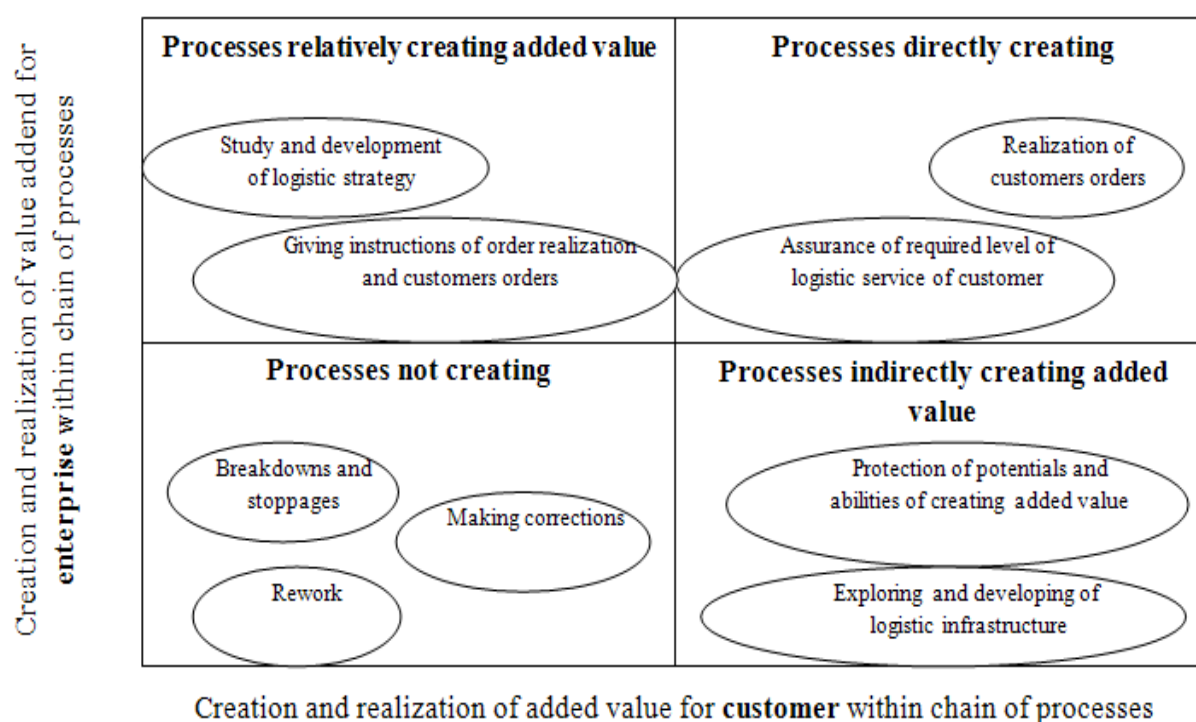 Creation and realization of value addend for
enterprise within chain of processes
Processes relatively creating added value
Study and development
of logistic strategy
Giving instructions of order realization
and customers orders
Processes directly creating
Realization of
customers orders
Assurance of required level of
logistic service of customer
Processes not creating
Breakdowns and
stoppages
Making corrections
Rework
Processes indirectly creating added
value
Protection of potentials and
abilities of creating added value
Exploring and developing of
logistic infrastructure
Creation and realization of added value for customer within chain of processes